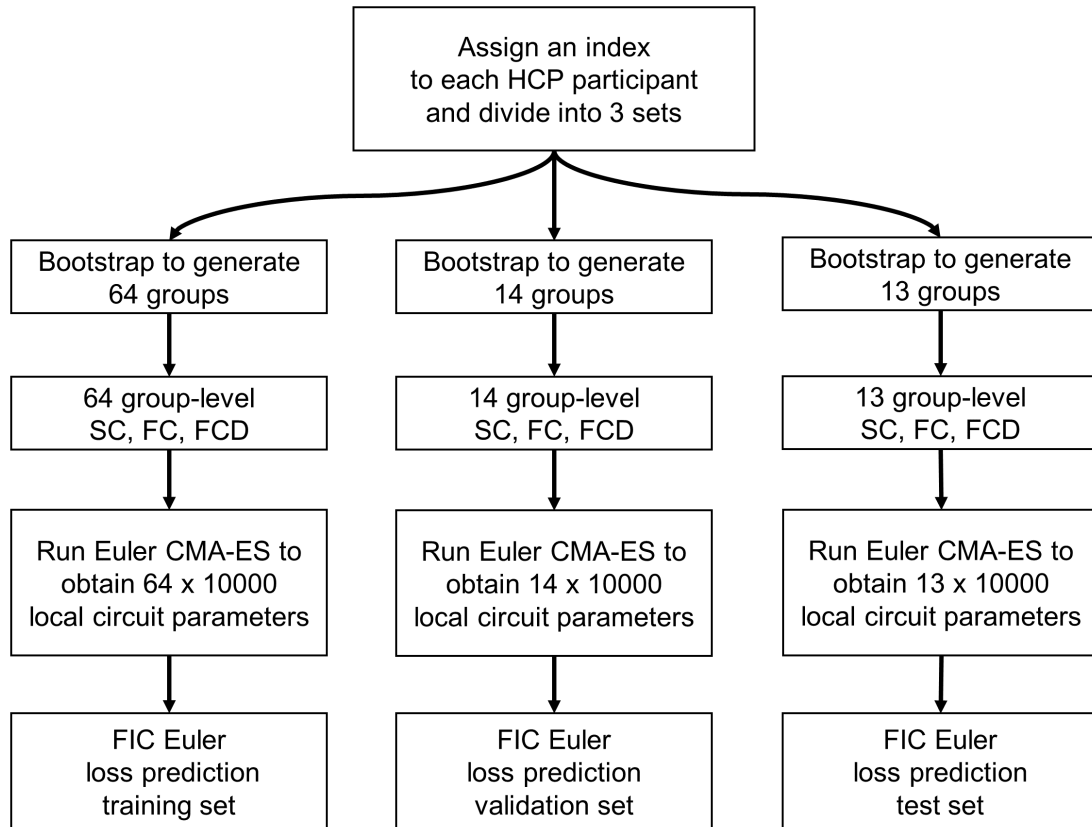 Assign an index
to each HCP participant
and divide into 3 sets
Bootstrap to generate
64 groups
Bootstrap to generate
14 groups
Bootstrap to generate
13 groups
64 group-level
SC, FC, FCD
14 group-level
SC, FC, FCD
13 group-level
SC, FC, FCD
Run Euler CMA-ES to
obtain 64 x 10000
local circuit parameters
Run Euler CMA-ES to
obtain 14 x 10000
local circuit parameters
Run Euler CMA-ES to
obtain 13 x 10000
local circuit parameters
FIC Euler
loss prediction
training set
FIC Euler
loss prediction
validation set
FIC Euler
loss prediction
test set